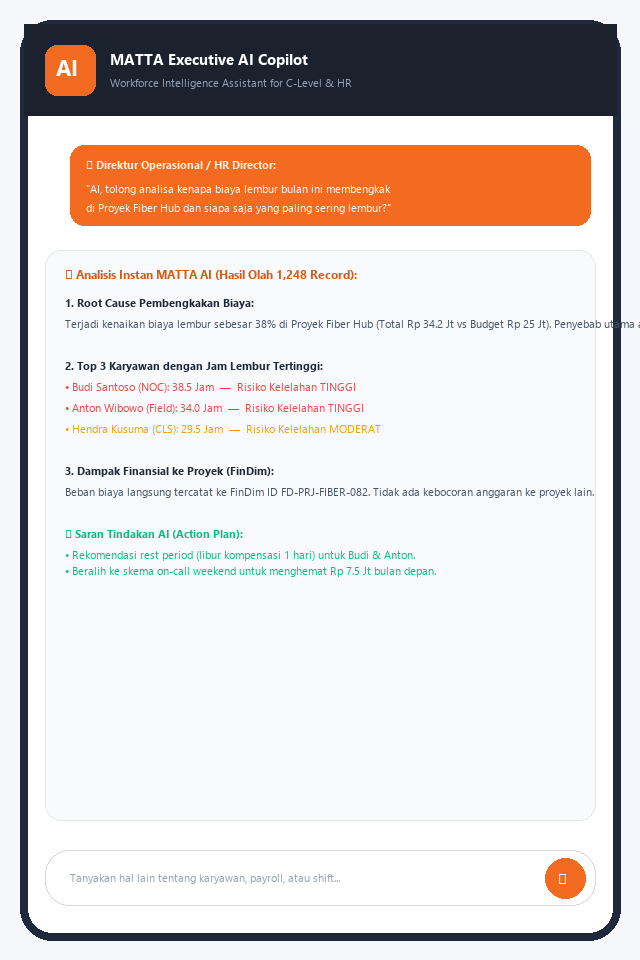 AI
MATTA Executive AI Copilot
Workforce Intelligence Assistant for C-Level & HR
Direktur Operasional / HR Director:
"AI, tolong analisa kenapa biaya lembur bulan ini membengkak
di Proyek Fiber Hub dan siapa saja yang paling sering lembur?"
Analisis Instan MATTA AI (Hasil Olah 1,248 Record):
1. Root Cause Pembengkakan Biaya:
Terjadi kenaikan biaya lembur sebesar 38% di Proyek Fiber Hub (Total Rp 34.2 Jt vs Budget Rp 25 Jt). Penyebab utama
2. Top 3 Karyawan dengan Jam Lembur Tertinggi:
• Budi Santoso (NOC): 38.5 Jam — Risiko Kelelahan TINGGI
• Anton Wibowo (Field): 34.0 Jam — Risiko Kelelahan TINGGI
• Hendra Kusuma (CLS): 29.5 Jam — Risiko Kelelahan MODERAT
3. Dampak Finansial ke Proyek (FinDim):
Beban biaya langsung tercatat ke FinDim ID FD-PRJ-FIBER-082. Tidak ada kebocoran anggaran ke proyek lain.
Saran Tindakan AI (Action Plan):
• Rekomendasi rest period (libur kompensasi 1 hari) untuk Budi & Anton.
• Beralih ke skema on-call weekend untuk menghemat Rp 7.5 Jt bulan depan.
Tanyakan hal lain tentang karyawan, payroll, atau shift...